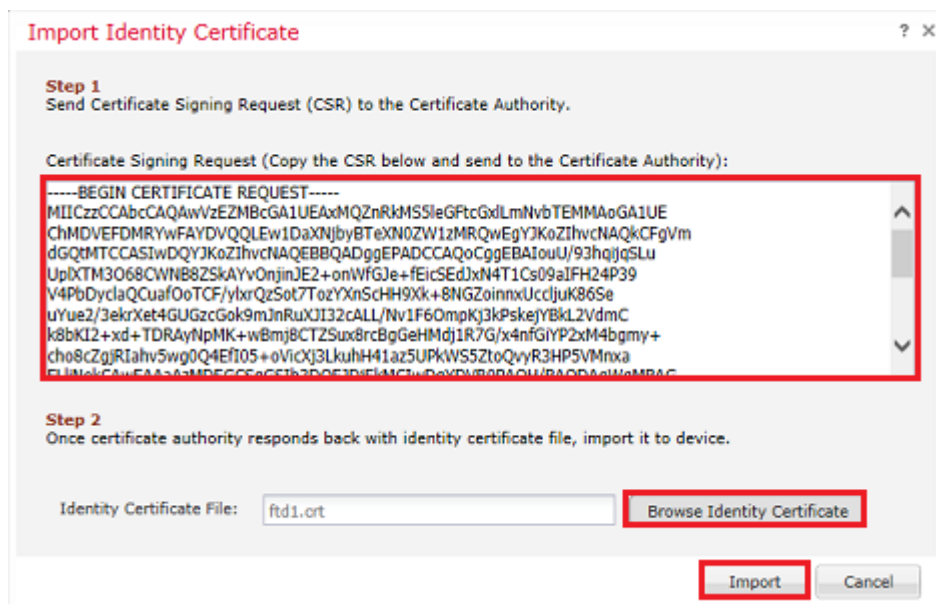 Import Identity Certificate
? ×
Step 1
Send Certificate Signing Request (CSR) to the Certificate Authority.
Certificate Signing Request (Copy the CSR below and send to the Certificate Authority):
-----BEGIN CERTIFICATE REQUEST-----
MIICzzCCAbcCAQAwVzEZMBcGA1UEAxMQZnRkMS5leGFtcGxlLmNvbTEMMAoGA1UE
ChMDVEFDMRYwFAYDVQQLEw1DaXNjbyBTeXN0ZW1zMRQwEgYJKoZIhvcNAQkCFgVm
dGQtMTCCASIwDQYJKoZIhvcNAQEBBQADggEPADCCAQoCggEBAIouU/93hqijqSLu
UplXTM3O68CWNB8ZSkAYvOnjinJE2+onWfGJe+fEicSEdJxN4T1Cs09aIFH24P39
V4PbDyclaQCuafOoTCF/ylxrQzSot7TozYXnScHH9Xk+8NGZoinnxUccljuK86Se
uYue2/3ekrXet4GUGzcGok9mJnRuXJI32cALL/Nv1F6OmpKj3kPskejYBkL2VdmC
k8bKI2+xd+TDRAyNpMK+wBmj8CTZSux8rcBgGeHMdj1R7G/x4nfGiYP2xM4bgmy+
cho8cZgjRIahv5wg0Q4EfI05+oVicXj3LkuhH41az5UPkWS5ZtoQvyR3HP5VMnxa
Step 2
Once certificate authority responds back with identity certificate file, import it to device.
Identity Certificate File: ftd1.crt Browse Identity Certificate
Import Cancel